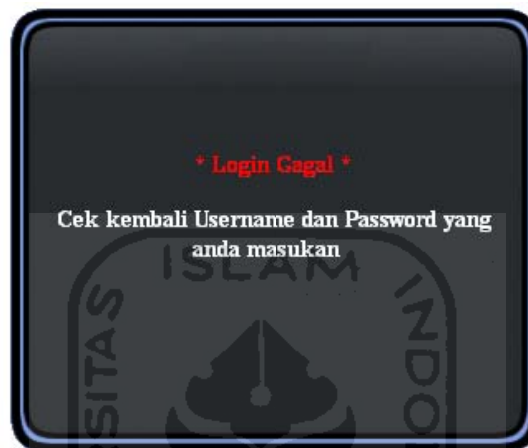 * Login Gagal *
Cek kembali Username dan Password yang
anda masukan
ISLAM